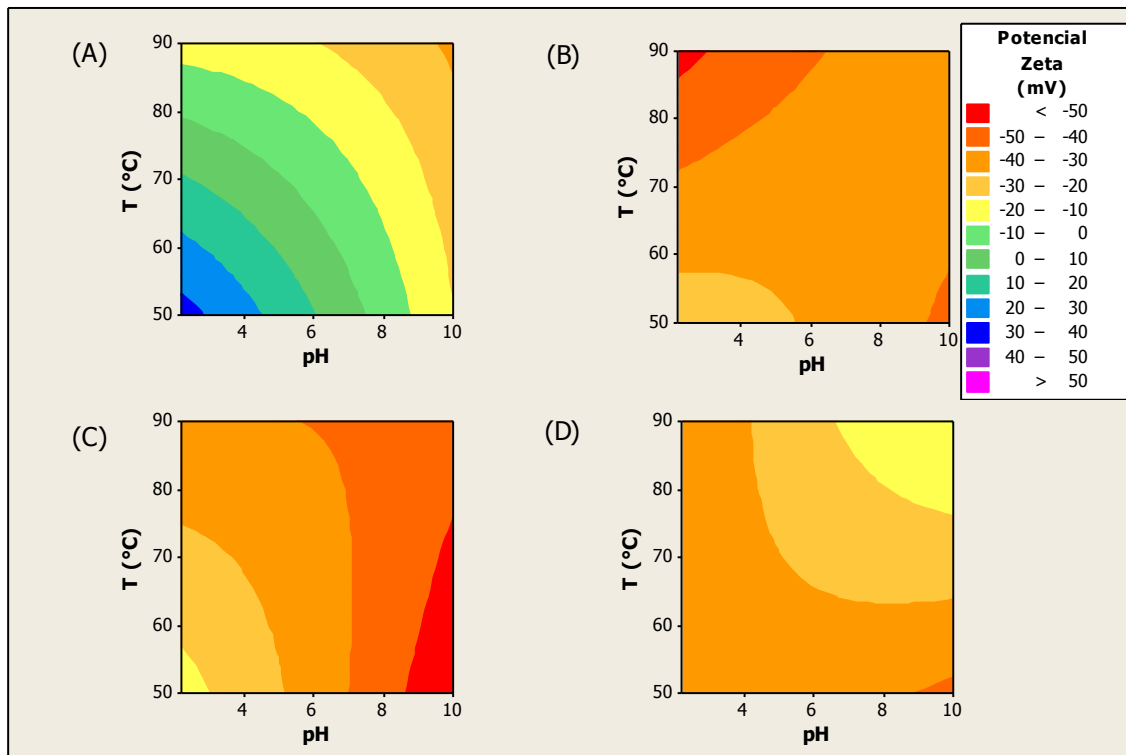 (A)
90
80
70
60
50
T (°C)
4
6
8
10
pH
(B)
90
80
70
60
50
T (°C)
4
6
8
10
pH
Potencial
Zeta
(mV)
< -50
-50 – -40
-40 – -30
-30 – -20
-20 – -10
-10 – 0
0 – 10
10 – 20
20 – 30
30 – 40
40 – 50
> 50
(C)
90
80
70
60
50
T (°C)
4
6
8
10
pH
(D)
90
80
70
60
50
T (°C)
4
6
8
10
pH